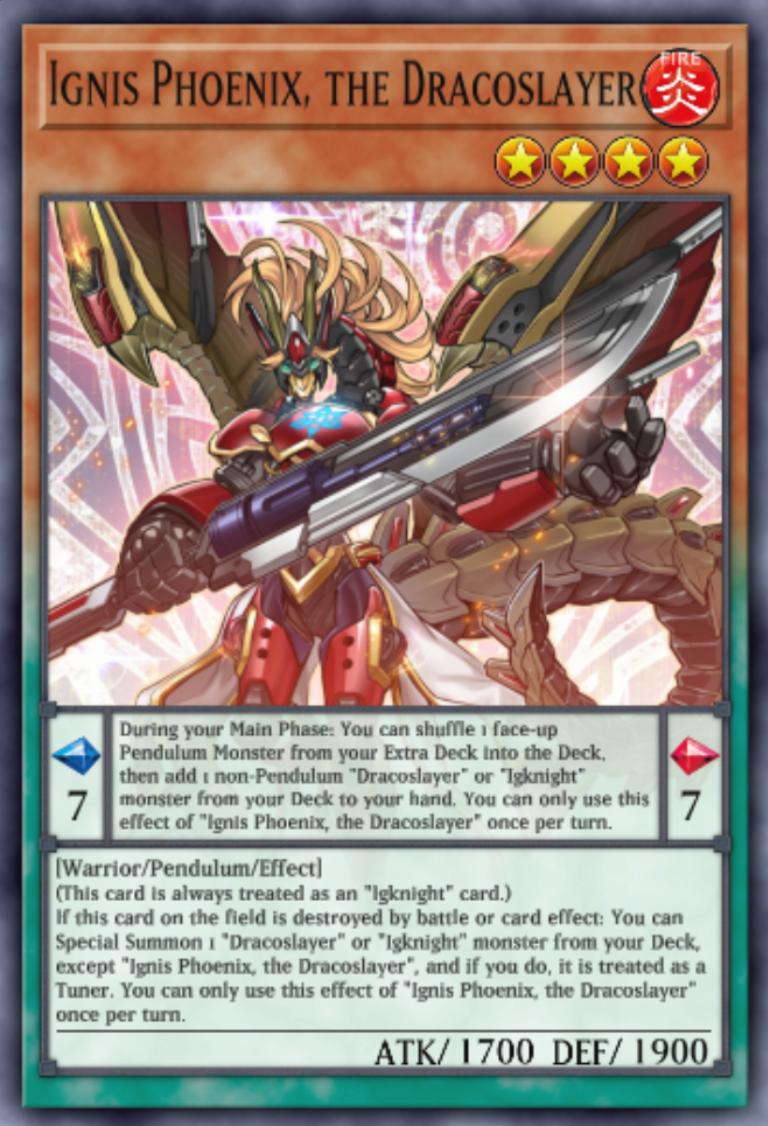 Ignis Phoenix, the Dracoslayer
FIRE
炎
During your Main Phase: You can shuffle 1 face-up
Pendulum Monster from your Extra Deck into the Deck,
then add 1 non-Pendulum "Dracoslayer" or "Igknight"
monster from your Deck to your hand. You can only use this
effect of "Ignis Phoenix, the Dracoslayer" once per turn.
7
7
[Warrior/Pendulum/Effect]
(This card is always treated as an "Igknight" card.)
If this card on the field is destroyed by battle or card effect: You can
Special Summon 1 "Dracoslayer" or "Igknight" monster from your Deck,
except "Ignis Phoenix, the Dracoslayer", and if you do, it is treated as a
Tuner. You can only use this effect of "Ignis Phoenix, the Dracoslayer"
once per turn.
ATK/ 1700 DEF/ 1900